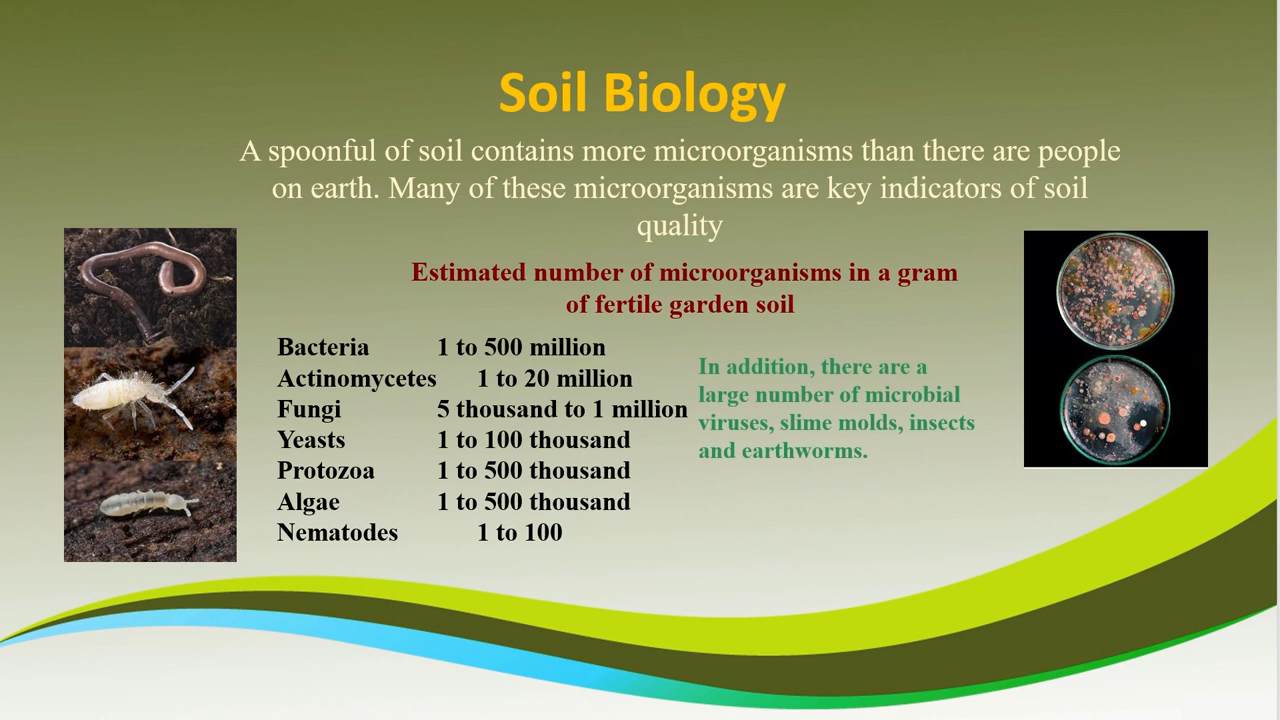 Soil Biology
A spoonful of soil contains more microorganisms than there are people
on earth. Many of these microorganisms are key indicators of soil
quality
Estimated number of microorganisms in a gram
of fertile garden soil
Bacteria 1 to 500 million
Actinomycetes 1 to 20 million
Fungi 5 thousand to 1 million
Yeasts 1 to 100 thousand
Protozoa 1 to 500 thousand
Algae 1 to 500 thousand
Nematodes 1 to 100
In addition, there are a
large number of microbial
viruses, slime molds, insects
and earthworms.